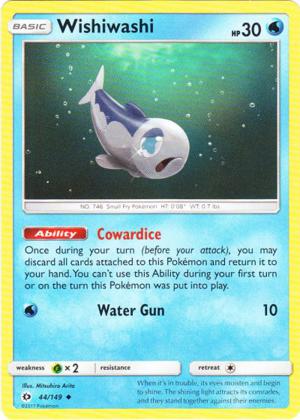 BASIC Wishiwashi HP 30
NO. 746 Small Fry Pokémon HT: 0'08" WT: 0.7 lbs.
Ability Cowardice
Once during your turn (before your attack), you may
discard all cards attached to this Pokémon and return it to
your hand. You can't use this Ability during your first turn
or on the turn this Pokémon was put into play.
Water Gun 10
weakness ×2 resistance retreat
Illus. Mitsuhiro Arita
44/149
©2017 Pokémon
When it's in trouble, its eyes moisten and begin
to shine. The shining light attracts its comrades,
and they stand together against their enemies.